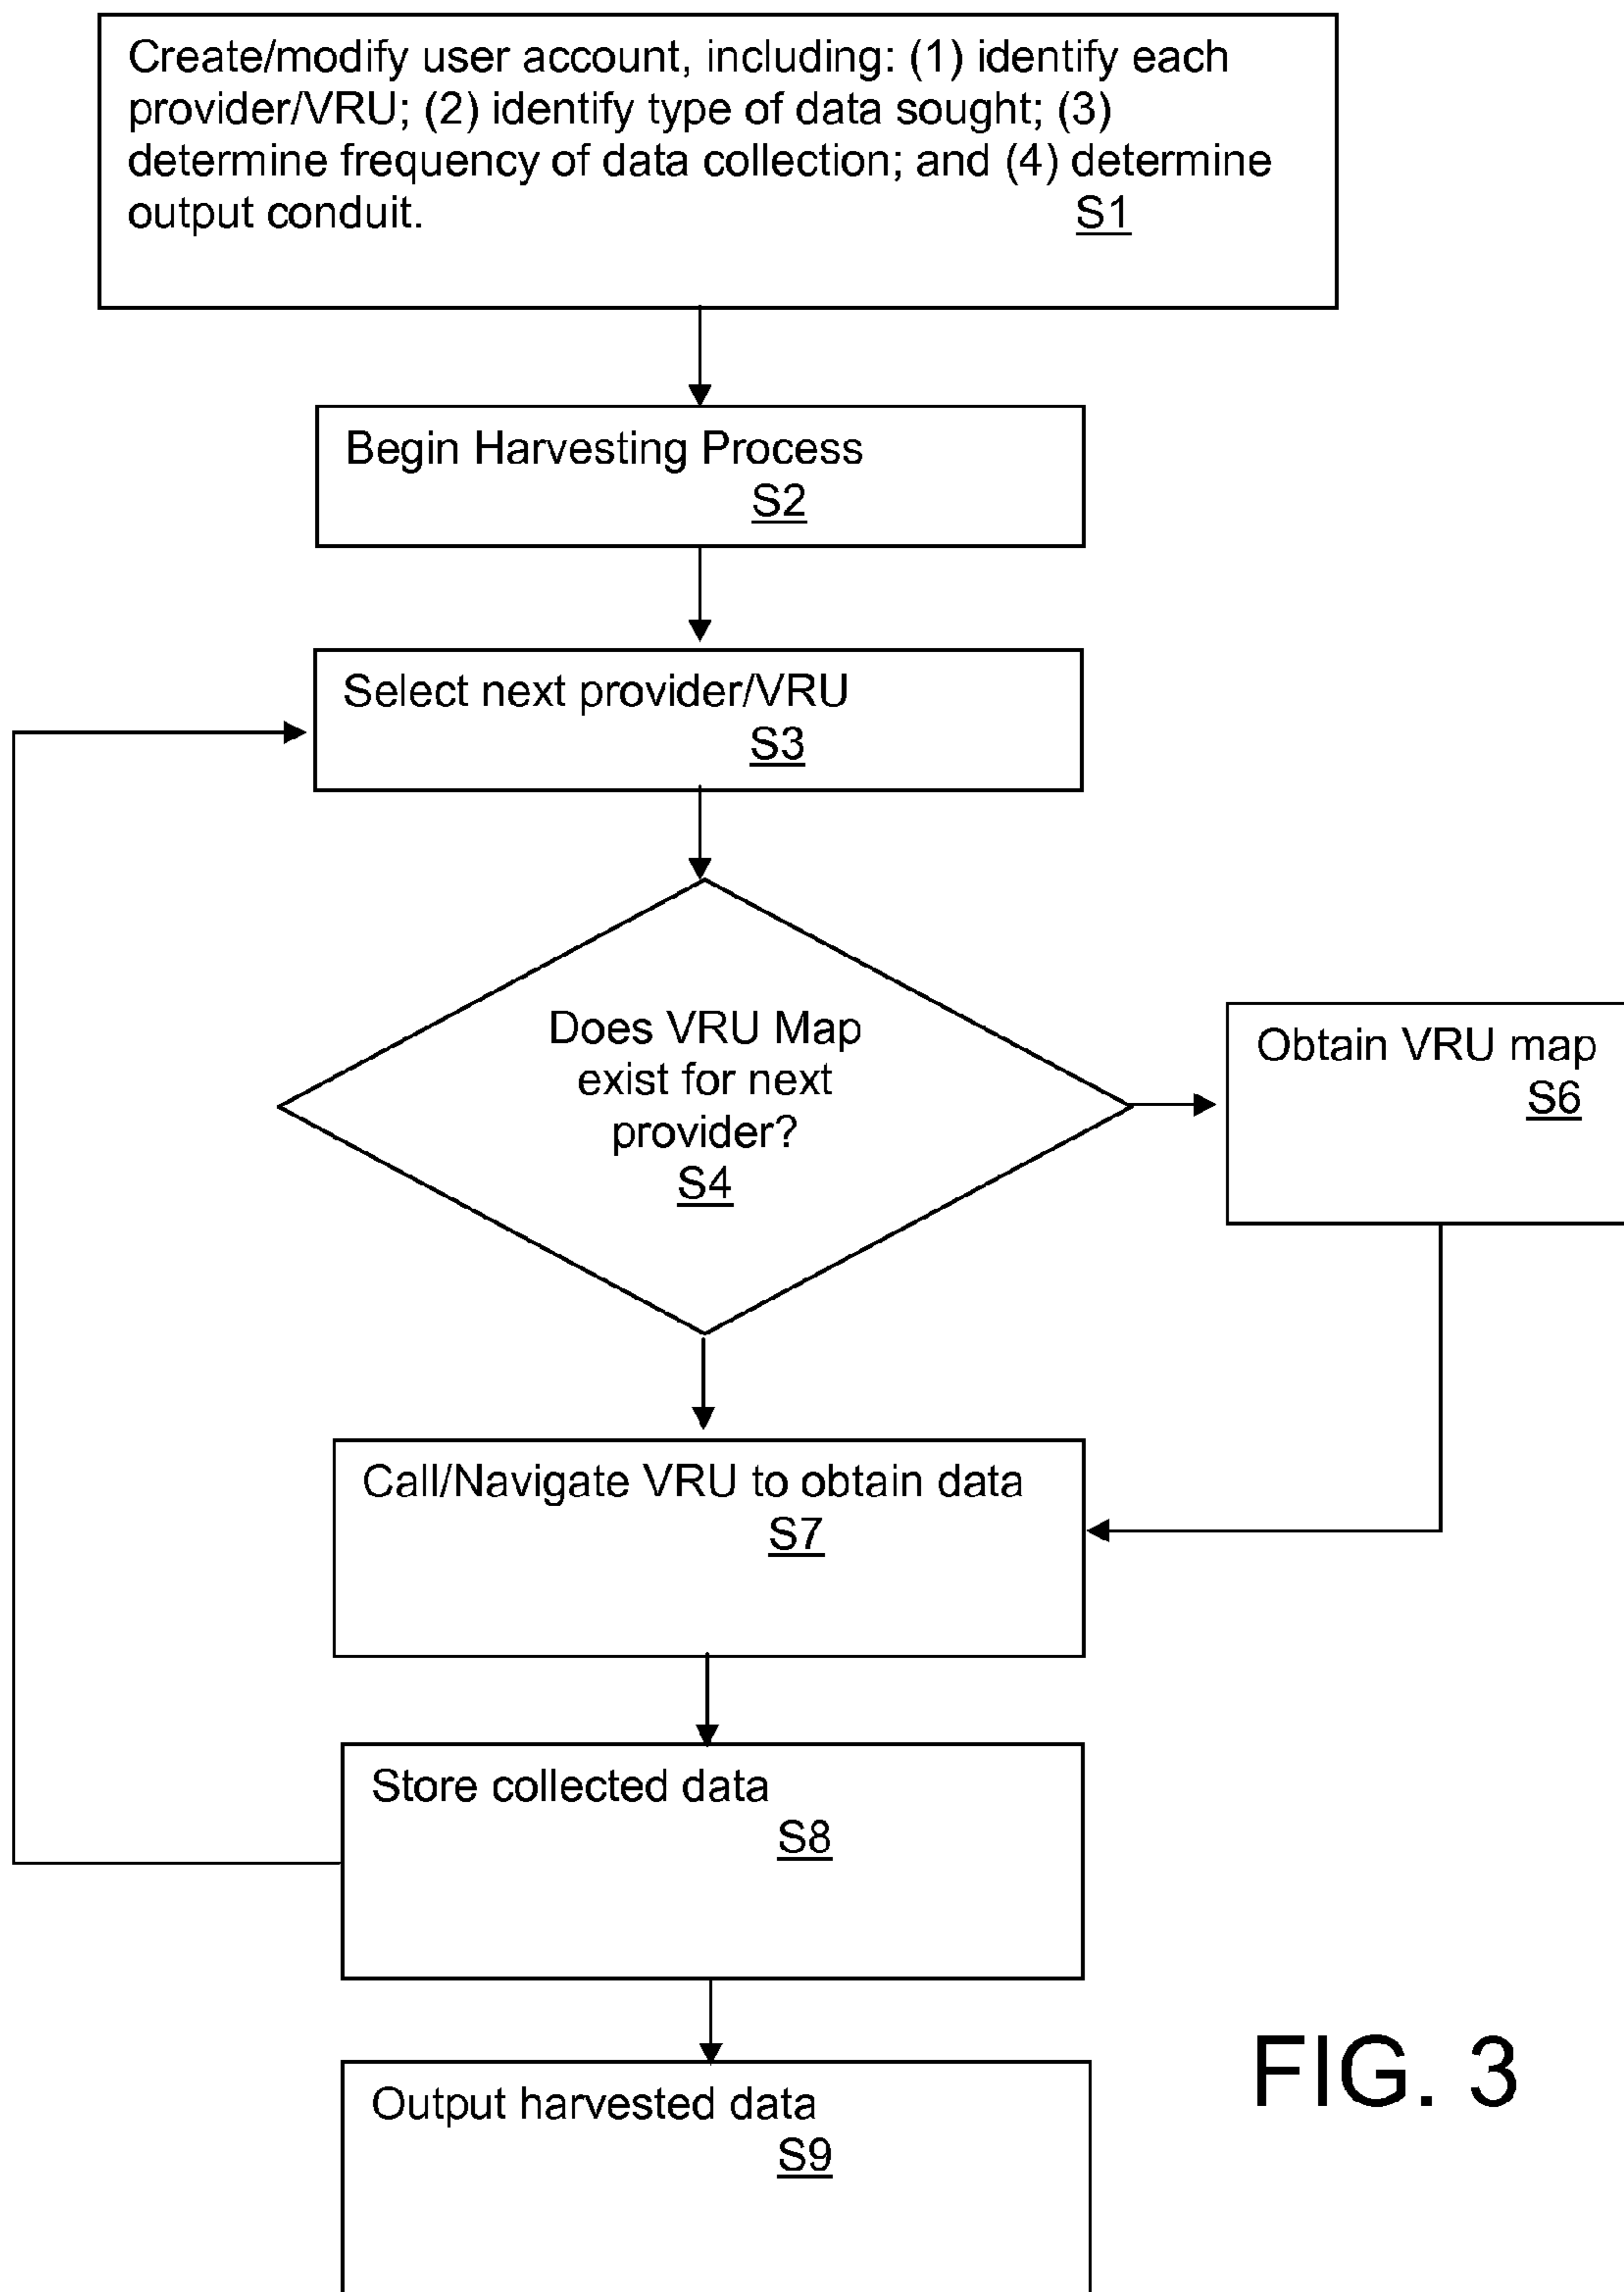 Create/modify user account, including: (1) identify each
provider/VRU; (2) identify type of data sought; (3)
determine frequency of data collection; and (4) determine
output conduit.
S1
Begin Harvesting Process
S2
Select next provider/VRU
S3
Does VRU Map
exist for next
provider?
S4
Obtain VRU map
S6
Call/Navigate VRU to obtain data
S7
Store collected data
S8
Output harvested data
S9
FIG. 3